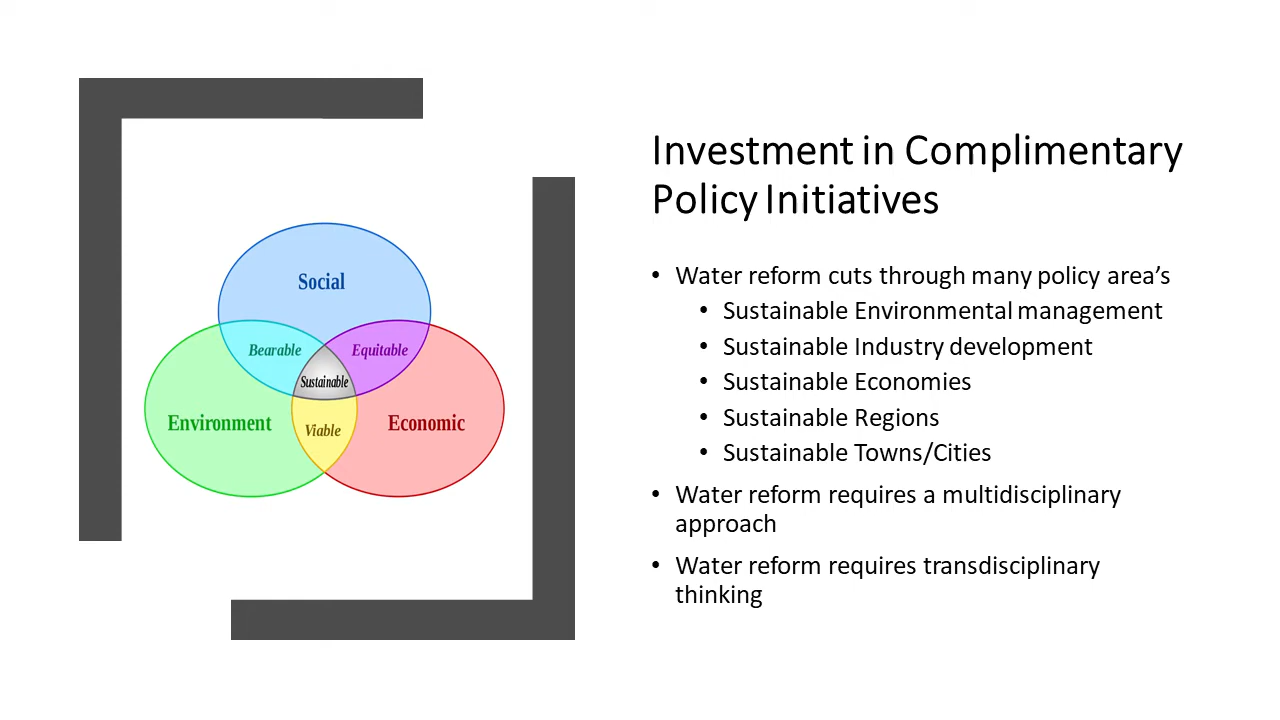 Social
Bearable
Equitable
Sustainable
Environment
Viable
Economic
Investment in Complimentary
Policy Initiatives
• Water reform cuts through many policy area’s
• Sustainable Environmental management
• Sustainable Industry development
• Sustainable Economies
• Sustainable Regions
• Sustainable Towns/Cities
• Water reform requires a multidisciplinary
approach
• Water reform requires transdisciplinary
thinking